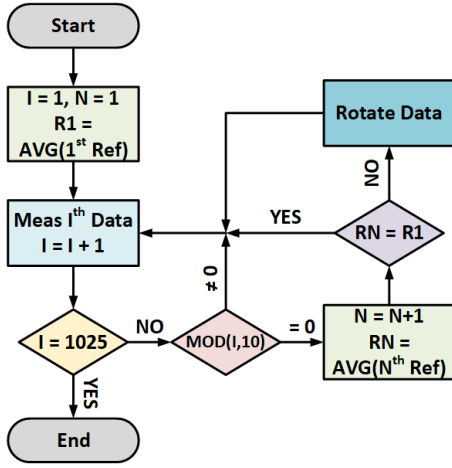 Start
I = 1, N = 1
R1 =
AVG(1st Ref)
Rotate Data
NO
Meas Ith Data
I = I + 1
YES
RN = R1
≠ 0
I = 1025
NO
MOD(I,10)
= 0
N = N+1
RN =
AVG(Nth Ref)
YES
End